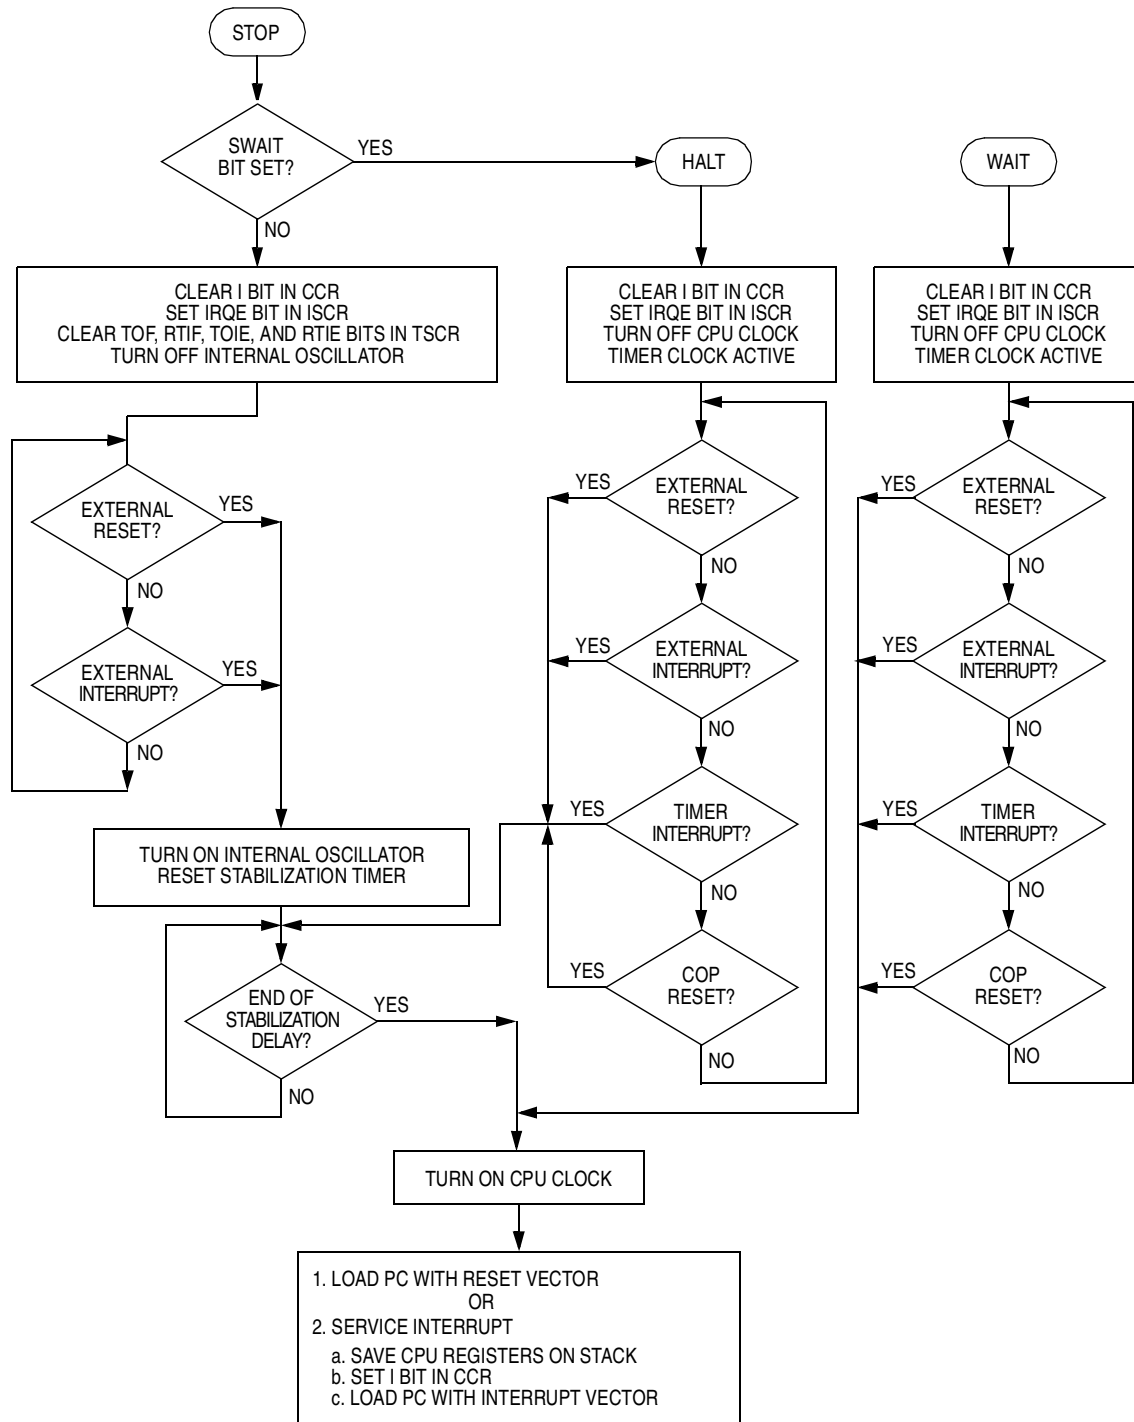 STOP
SWAIT
BIT SET?
YES
NO
HALT
WAIT
CLEAR I BIT IN CCR
SET IRQE BIT IN ISCR
CLEAR TOF, RTIF, TOIE, AND RTIE BITS IN TSCR
TURN OFF INTERNAL OSCILLATOR
CLEAR I BIT IN CCR
SET IRQE BIT IN ISCR
TURN OFF CPU CLOCK
TIMER CLOCK ACTIVE
CLEAR I BIT IN CCR
SET IRQE BIT IN ISCR
TURN OFF CPU CLOCK
TIMER CLOCK ACTIVE
EXTERNAL
RESET?
YES
NO
EXTERNAL
INTERRUPT?
YES
NO
TURN ON INTERNAL OSCILLATOR
RESET STABILIZATION TIMER
END OF
STABILIZATION
DELAY?
YES
NO
YES
EXTERNAL
RESET?
NO
YES
EXTERNAL
INTERRUPT?
NO
YES
TIMER
INTERRUPT?
NO
YES
COP
RESET?
NO
YES
EXTERNAL
RESET?
NO
YES
EXTERNAL
INTERRUPT?
NO
YES
TIMER
INTERRUPT?
NO
YES
COP
RESET?
NO
TURN ON CPU CLOCK
1. LOAD PC WITH RESET VECTOR
OR
2. SERVICE INTERRUPT
a. SAVE CPU REGISTERS ON STACK
b. SET I BIT IN CCR
c. LOAD PC WITH INTERRUPT VECTOR